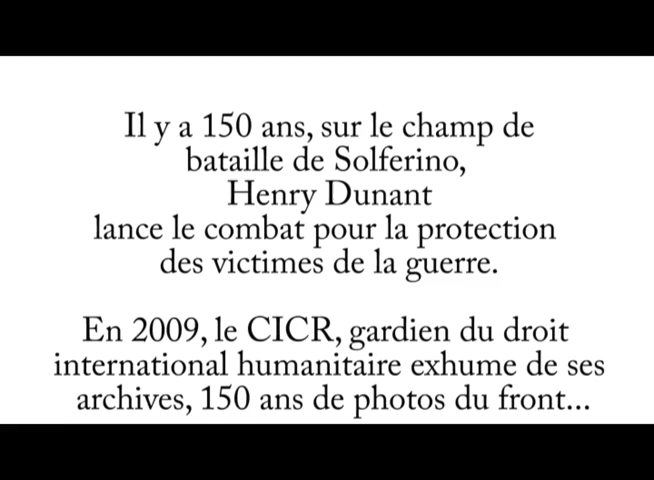 Il y a 150 ans, sur le champ de
bataille de Solferino,
Henry Dunant
lance le combat pour la protection
des victimes de la guerre.
En 2009, le CICR, gardien du droit
international humanitaire exhume de ses
archives, 150 ans de photos du front...